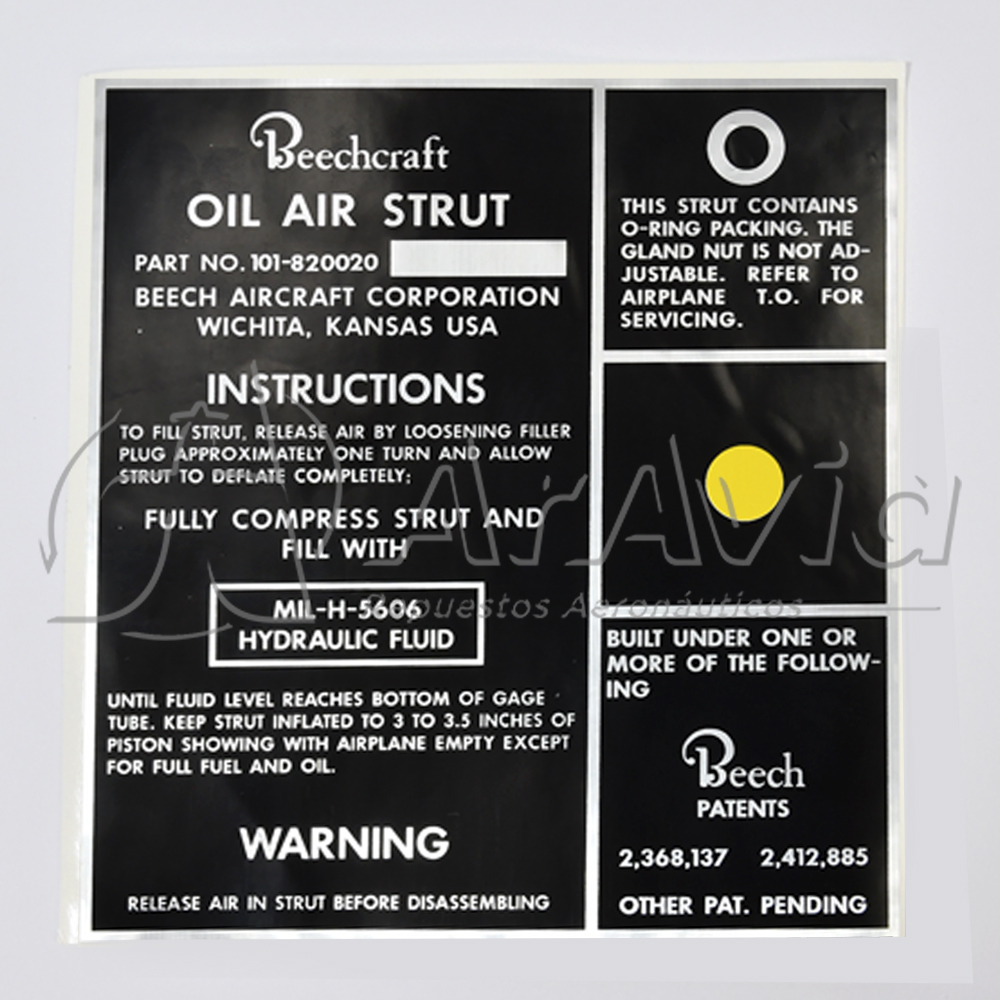 Beechcraft
OIL AIR STRUT
PART NO. 101-820020
BEECH AIRCRAFT CORPORATION
WICHITA, KANSAS USA
INSTRUCTIONS
TO FILL STRUT, RELEASE AIR BY LOOSENING FILLER
PLUG APPROXIMATELY ONE TURN AND ALLOW
STRUT TO DEFLATE COMPLETELY:
FULLY COMPRESS STRUT AND
FILL WITH
MIL-H-5606
HYDRAULIC FLUID
UNTIL FLUID LEVEL REACHES BOTTOM OF GAGE
TUBE. KEEP STRUT INFLATED TO 3 TO 3.5 INCHES OF
PISTON SHOWING WITH AIRPLANE EMPTY EXCEPT
FOR FULL FUEL AND OIL.
WARNING
RELEASE AIR IN STRUT BEFORE DISASSEMBLING
THIS STRUT CONTAINS
O-RING PACKING. THE
GLAND NUT IS NOT AD-
JUSTABLE. REFER TO
AIRPLANE T.O. FOR
SERVICING.
BUILT UNDER ONE OR
MORE OF THE FOLLOW-
ING
Beech
PATENTS
2,368,137 2,412,885
OTHER PAT. PENDING
ArAvia
Repuestos Aeronáuticos